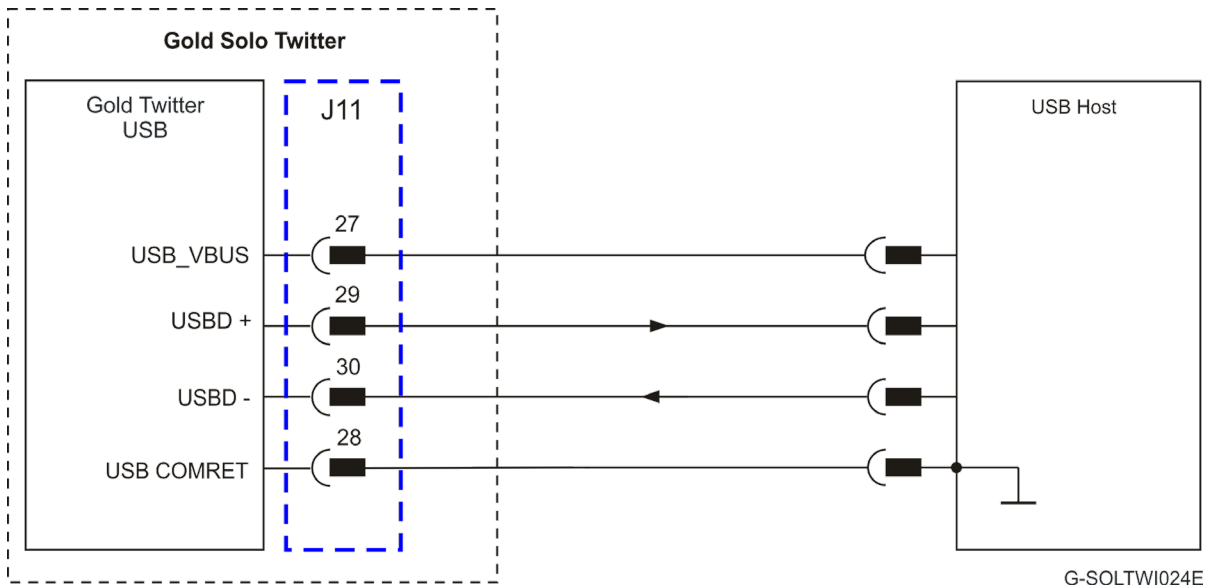 Gold Solo Twitter
Gold Twitter
USB
J11
USB Host
27
USB_VBUS
29
USBD +
30
USBD -
28
USB COMRET
G-SOLTWI024E